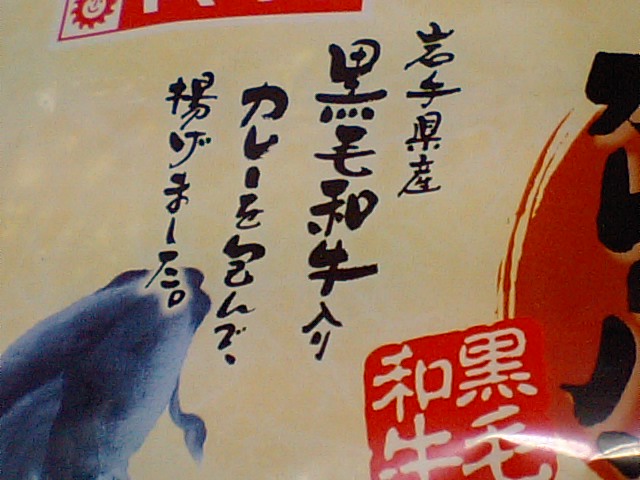 岩手県産
黒毛和牛入り
カレーを包んで、
揚げました。
黒毛
和牛